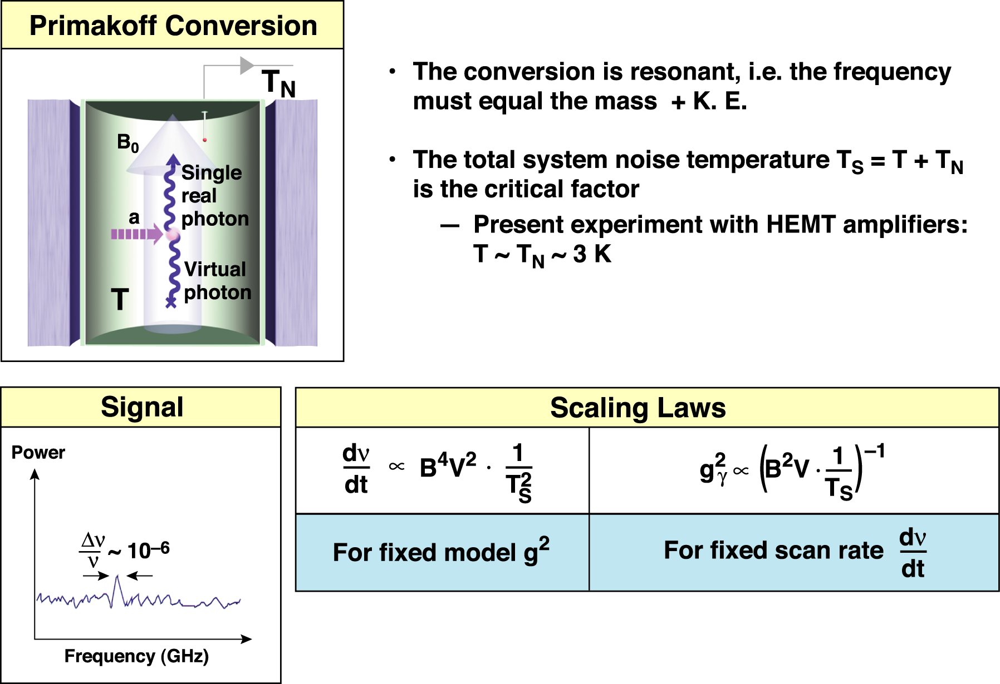 Primakoff Conversion
T_N
B_0
Single
real
photon
a
Virtual
photon
T
• The conversion is resonant, i.e. the frequency
must equal the mass + K. E.
• The total system noise temperature T_S = T + T_N
is the critical factor
— Present experiment with HEMT amplifiers:
T ~ T_N ~ 3 K
Signal
Power
Δν/ν ~ 10^–6
Frequency (GHz)
Scaling Laws
dν/dt ∝ B^4V^2 · 1/T_S^2
g_γ^2 ∝ (B^2V · 1/T_S)^–1
For fixed model g^2
For fixed scan rate dν/dt